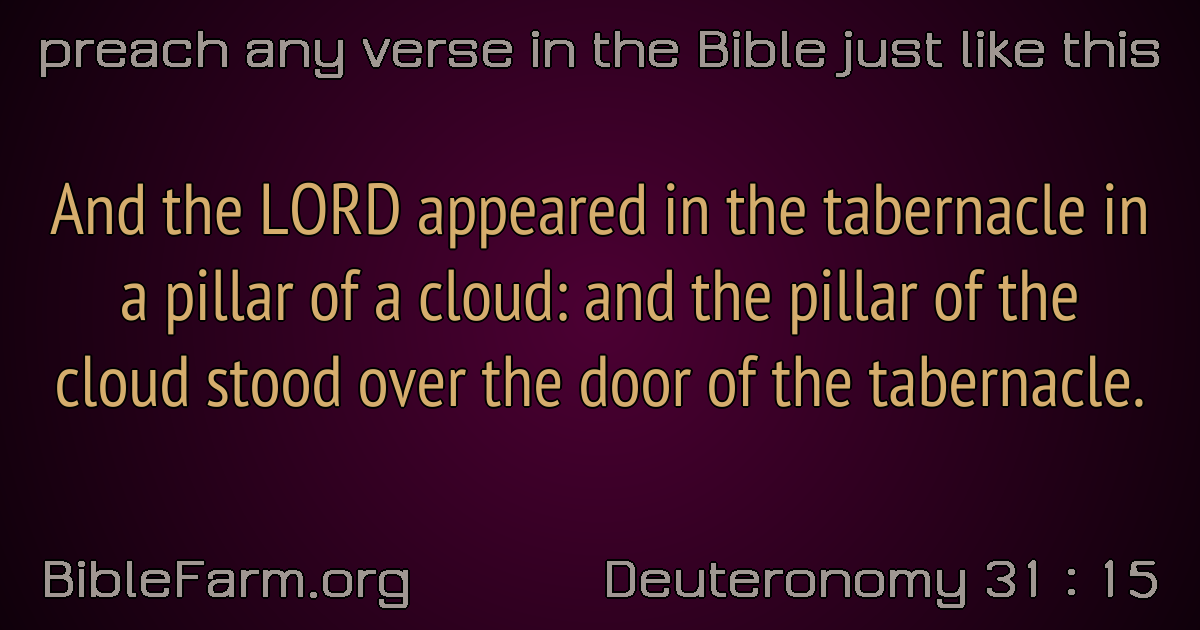 preach any verse in the Bible just like this
And the LORD appeared in the tabernacle in
a pillar of a cloud: and the pillar of the
cloud stood over the door of the tabernacle.
BibleFarm.org
Deuteronomy 31 : 15